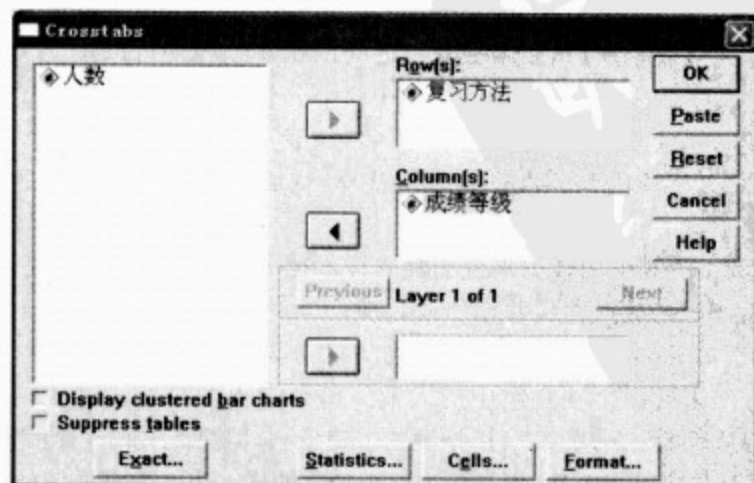 Crosstabs
人数
Row(s):
复习方法
Column(s):
成绩等级
Previous
Layer 1 of 1
Next
Display clustered bar charts
Suppress tables
Exact...
Statistics...
Cells...
Format...
OK
Paste
Reset
Cancel
Help